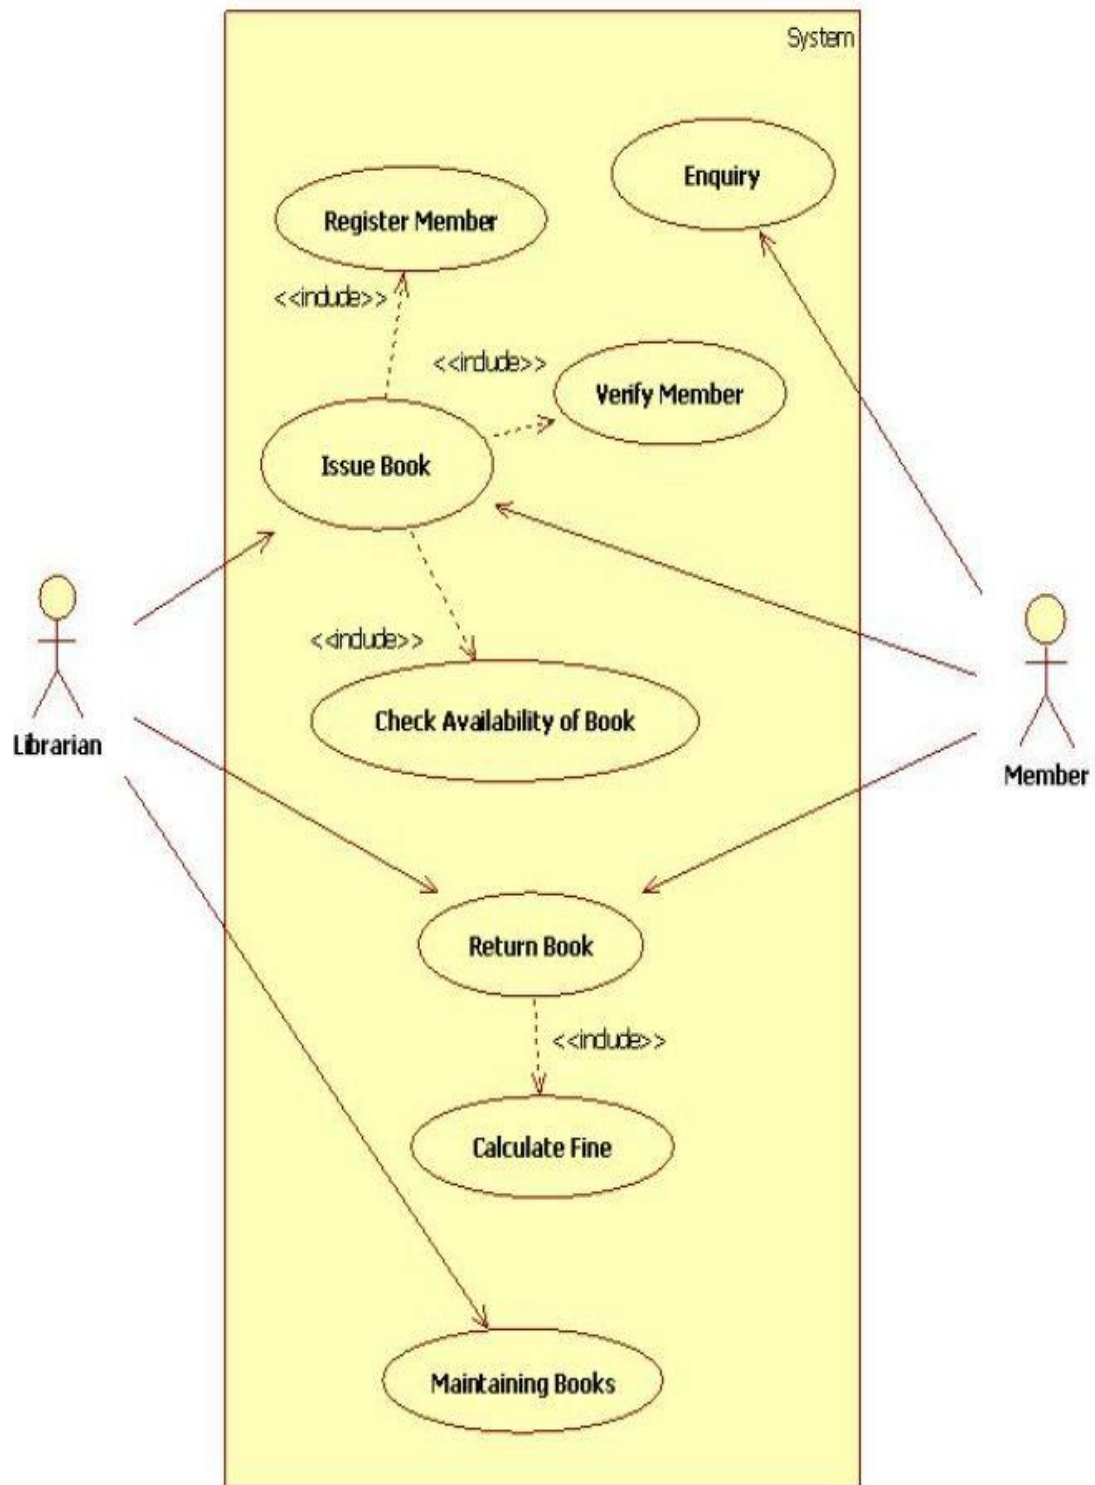 System
Enquiry
Register Member
<<include>>
<<include>>
Verify Member
Issue Book
<<include>>
Check Availability of Book
Librarian
Member
Return Book
<<include>>
Calculate Fine
Maintaining Books